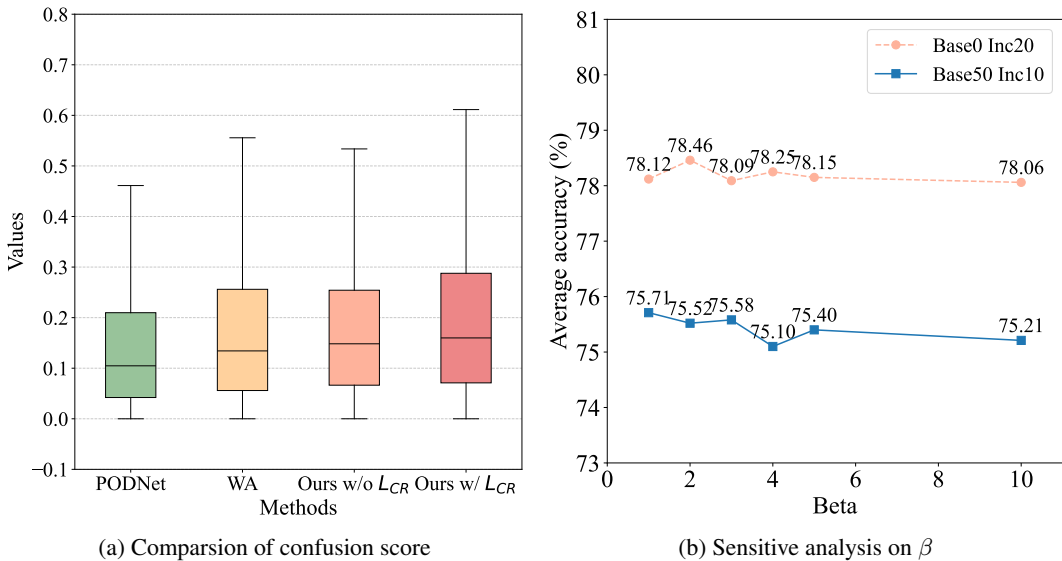 0.8
0.7
0.6
0.5
0.4
0.3
0.2
0.1
0.0
−0.1
Values
PODNet WA Ours w/o L_CR Ours w/ L_CR
Methods
(a) Comparsion of confusion score
81
80
79
78
77
76
75
74
73
Average accuracy (%)
Base0 Inc20
Base50 Inc10
78.12 78.46 78.09 78.25 78.15 78.06
75.71 75.52 75.58 75.10 75.40 75.21
0 2 4 6 8 10
Beta
(b) Sensitive analysis on β